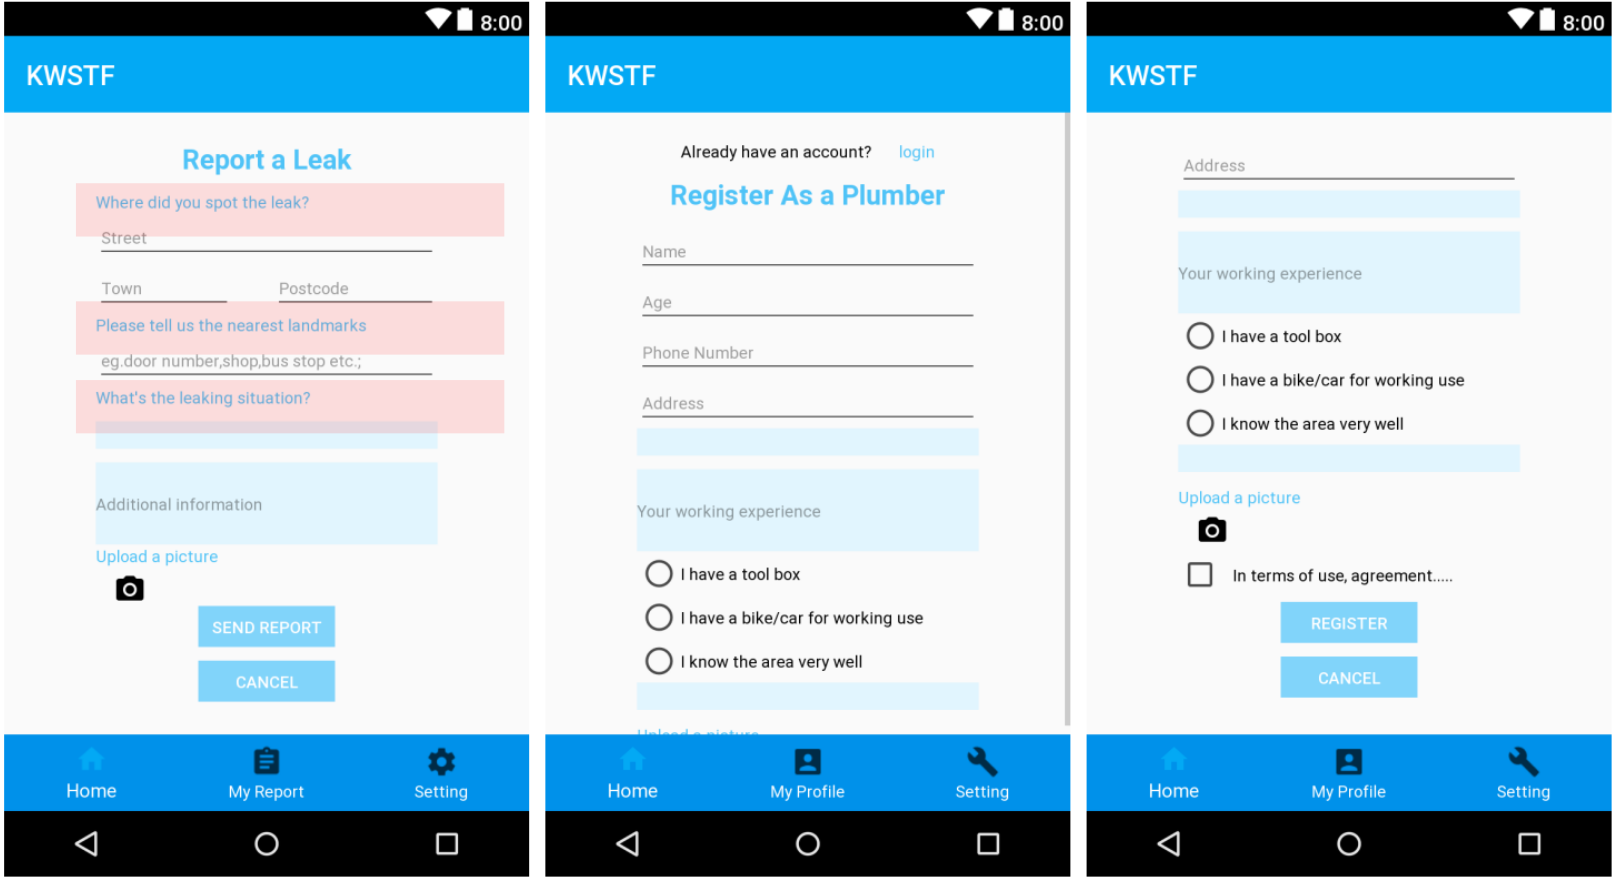 8:00
KWSTF
Report a Leak
Where did you spot the leak?
Street
Town Postcode
Please tell us the nearest landmarks
eg.door number,shop,bus stop etc.;
What's the leaking situation?
Additional information
Upload a picture
SEND REPORT
CANCEL
Home My Report Setting
8:00
KWSTF
Already have an account? login
Register As a Plumber
Name
Age
Phone Number
Address
Your working experience
I have a tool box
I have a bike/car for working use
I know the area very well
Upload a picture
Home My Profile Setting
8:00
KWSTF
Address
Your working experience
I have a tool box
I have a bike/car for working use
I know the area very well
Upload a picture
In terms of use, agreement.....
REGISTER
CANCEL
Home My Profile Setting